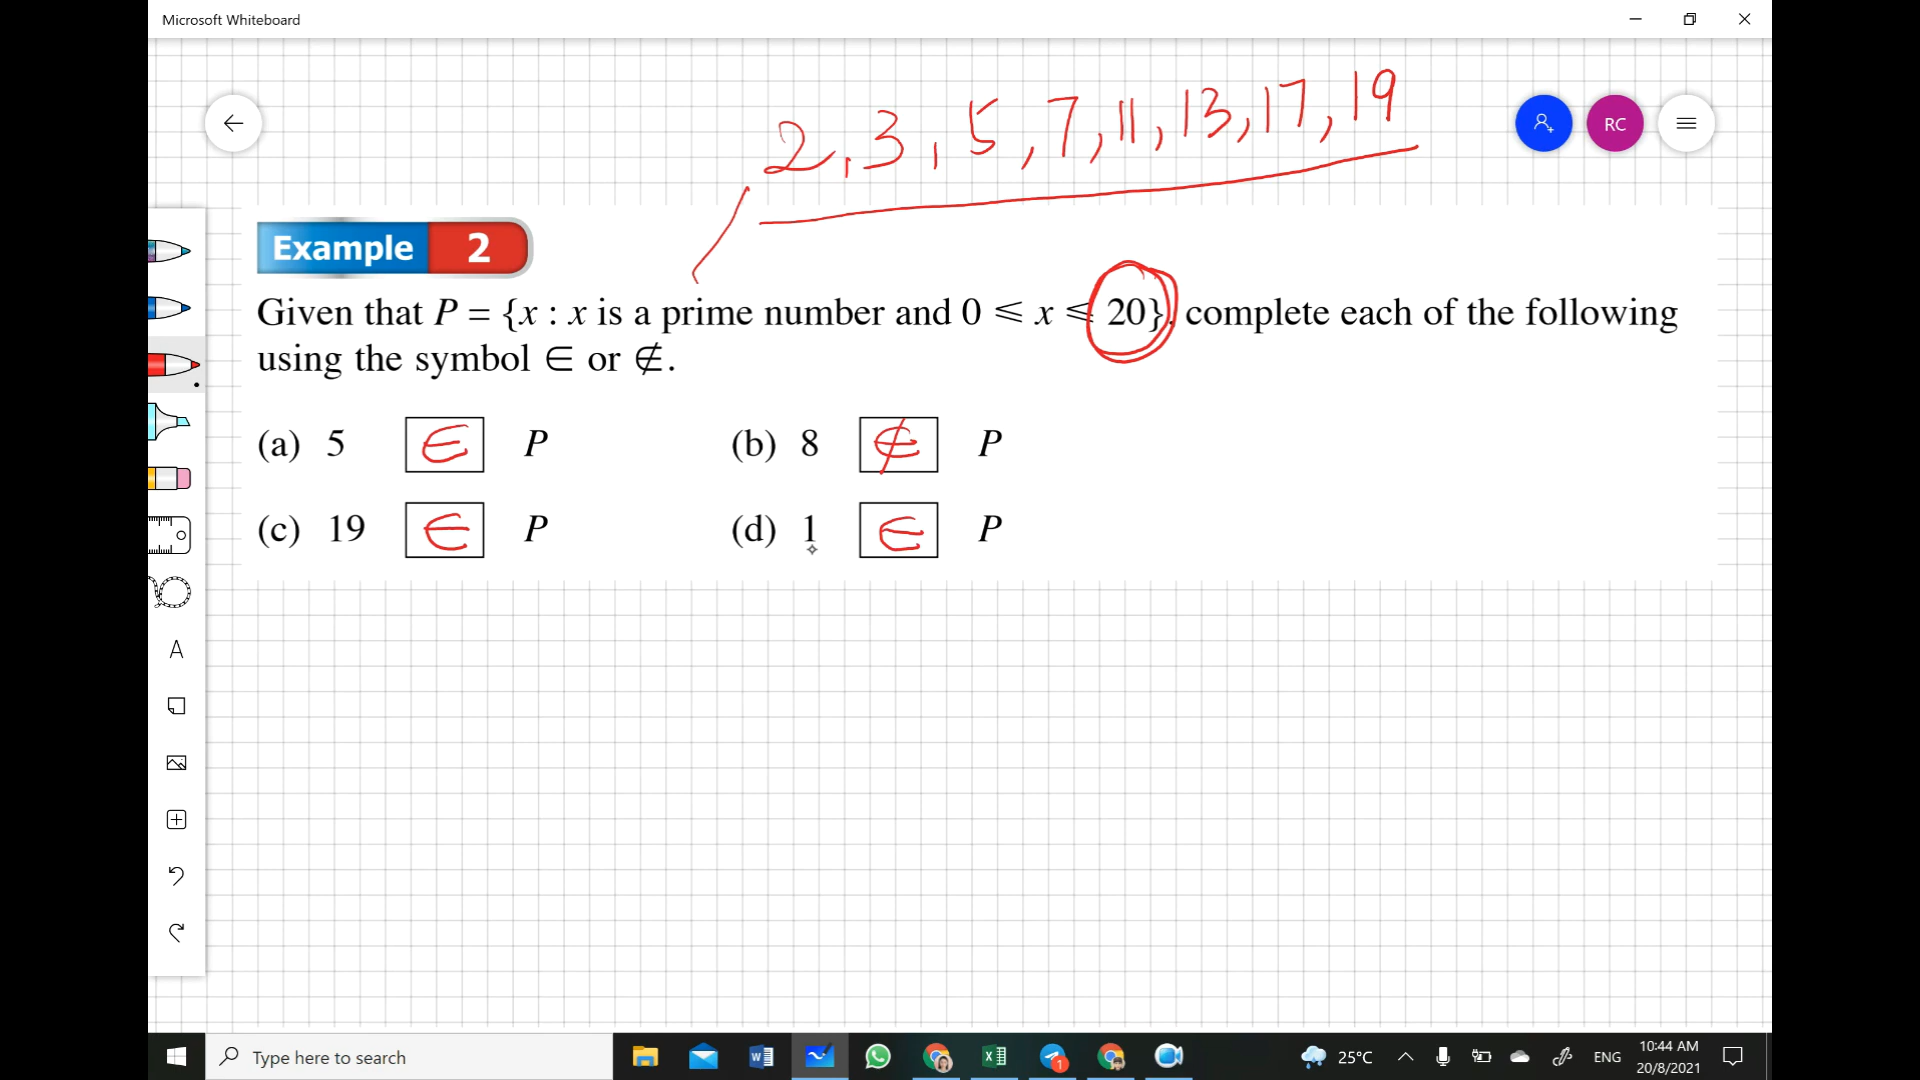 Microsoft Whiteboard
2, 3, 5, 7, 11, 13, 17, 19
RC
Example 2
Given that P = {x : x is a prime number and 0 ⩽ x ⩽ 20}, complete each of the following
using the symbol ∈ or ∉.
(a) 5 ∈ P (b) 8 ∉ P
(c) 19 ∈ P (d) 1 ∈ P
A
Type here to search
1
25°C
ENG
10:44 AM
20/8/2021